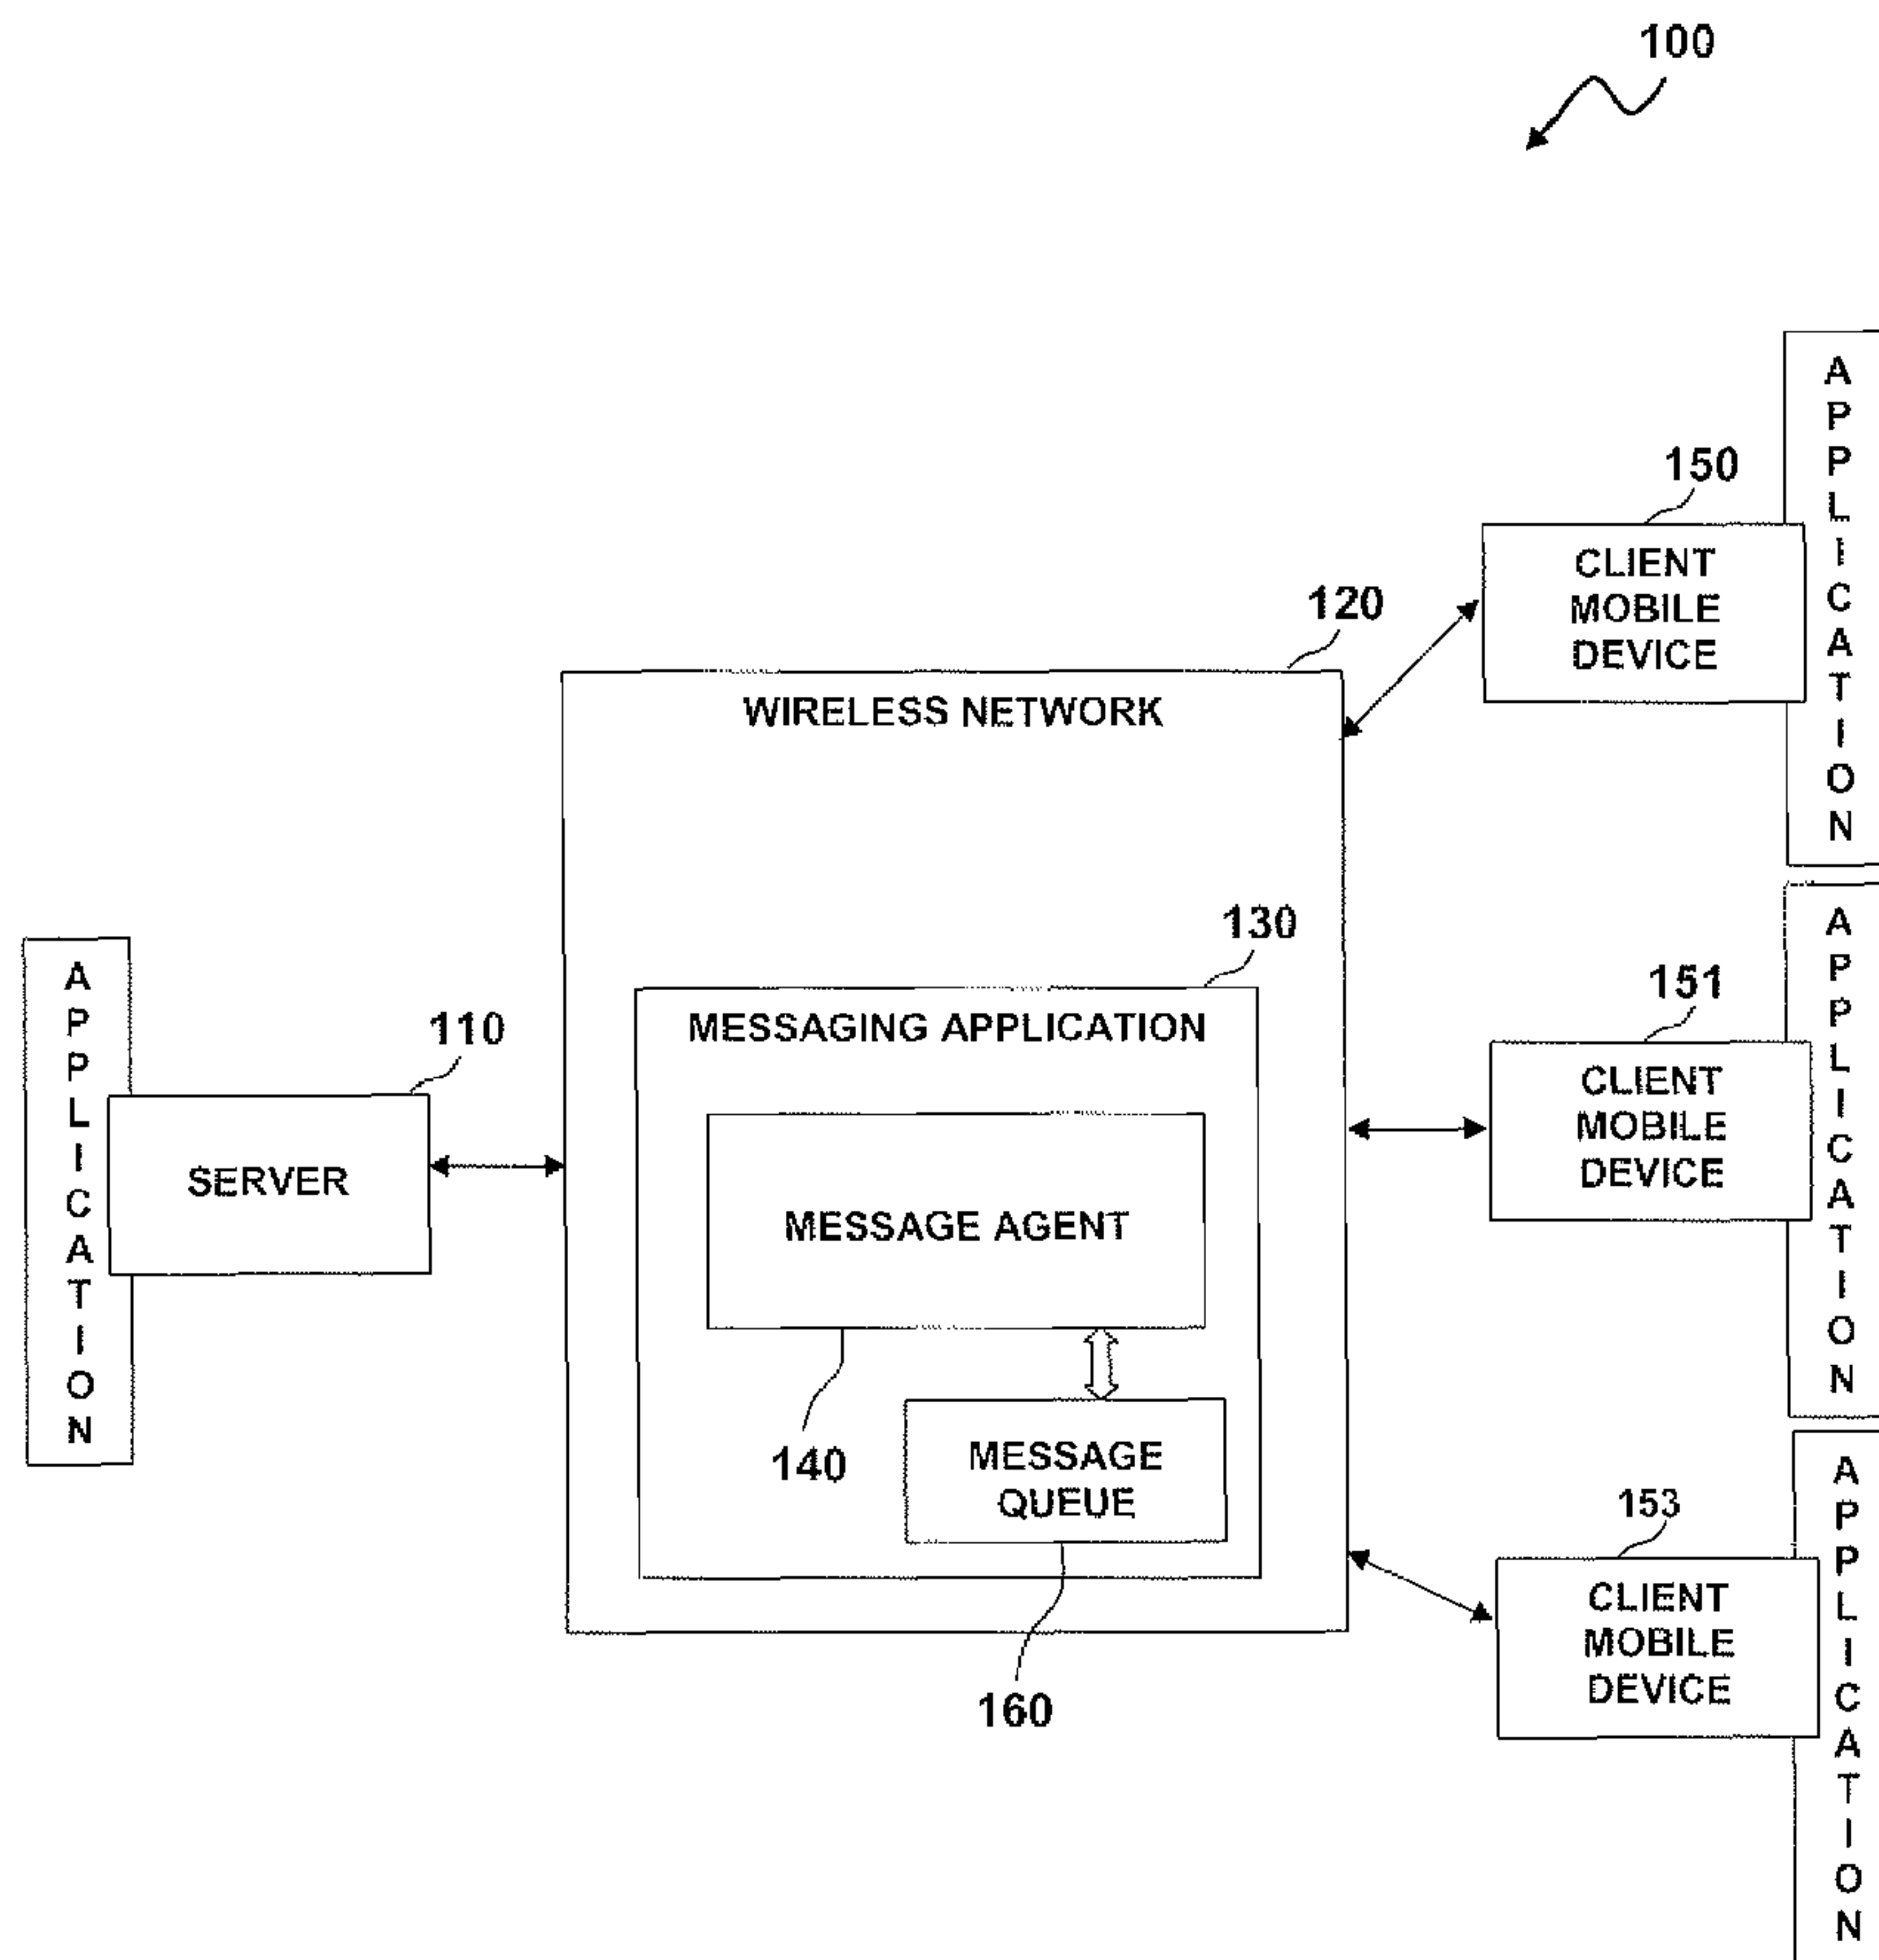 100
APPLICATION
150
CLIENT
MOBILE
DEVICE
120
WIRELESS NETWORK
130
MESSAGING APPLICATION
APPLICATION
151
CLIENT
MOBILE
DEVICE
APPLICATION
110
SERVER
MESSAGE AGENT
140
MESSAGE
QUEUE
160
APPLICATION
153
CLIENT
MOBILE
DEVICE